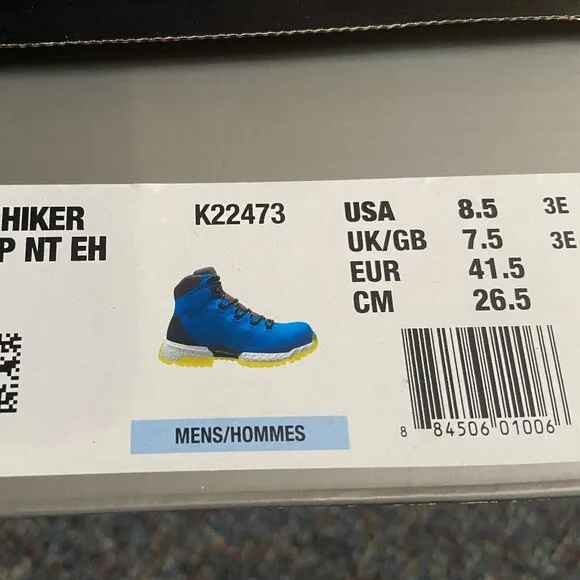 HIKER
P NT EH
K22473
USA 8.5 3E
UK/GB 7.5 3E
EUR 41.5
CM 26.5
MENS/HOMMES
8 84506 01006